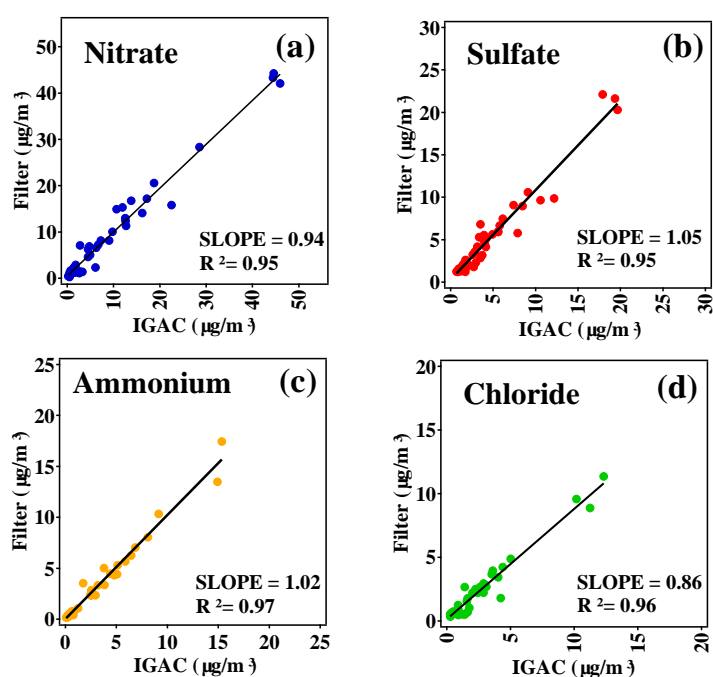 Nitrate
(a)
Filter (µg/m³)
50
40
30
20
10
0
SLOPE = 0.94
R ²= 0.95
0
10
20
30
40
50
IGAC (µg/m³)
Sulfate
(b)
Filter (µg/m³)
30
25
20
15
10
5
0
SLOPE = 1.05
R ²= 0.95
0
5
10
15
20
25
30
IGAC (µg/m³)
Ammonium
(c)
Filter (µg/m³)
25
20
15
10
5
0
SLOPE = 1.02
R ²= 0.97
0
5
10
15
20
25
IGAC (µg/m³)
Chloride
(d)
Filter (µg/m³)
20
15
10
5
0
SLOPE = 0.86
R ²= 0.96
0
5
10
15
20
IGAC (µg/m³)